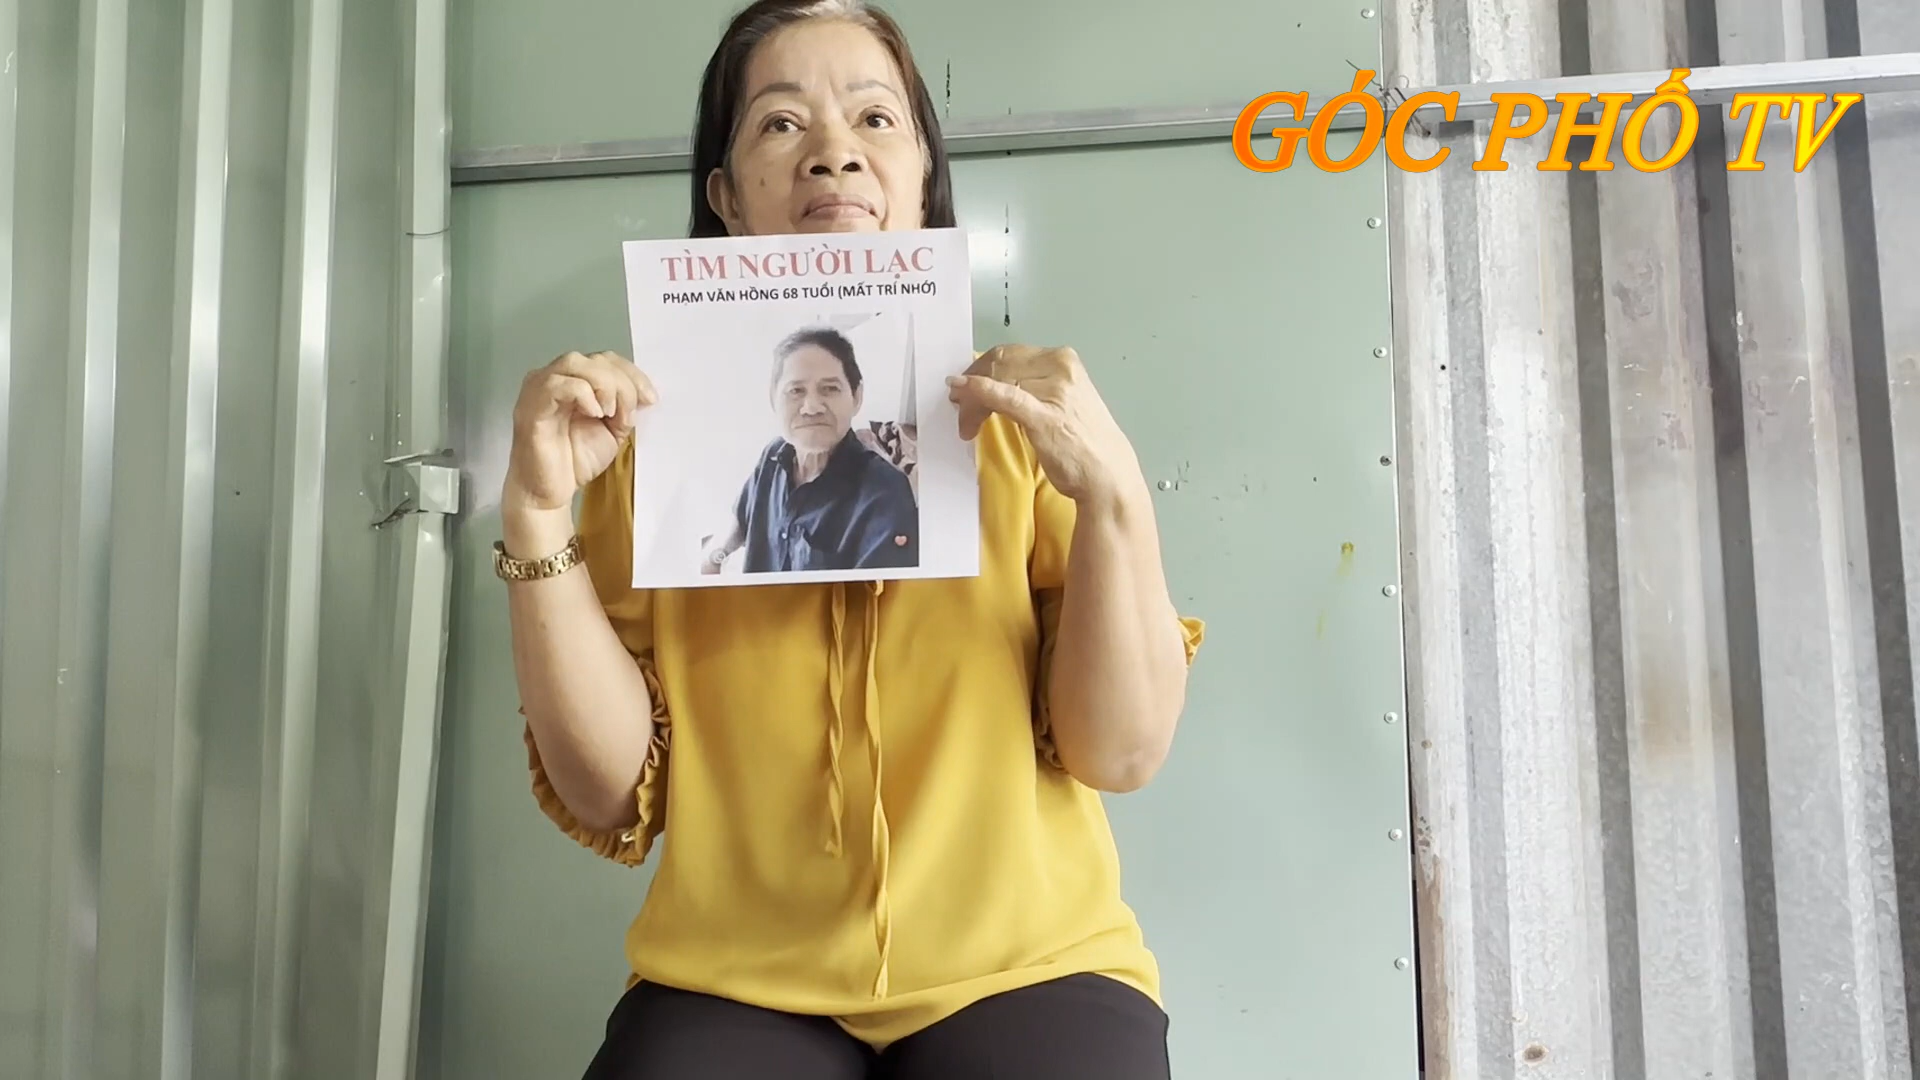 GÓC PHỐ TV
TÌM NGƯỜI LẠC
PHẠM VĂN HỒNG 68 TUỔI (MẤT TRÍ NHỚ)